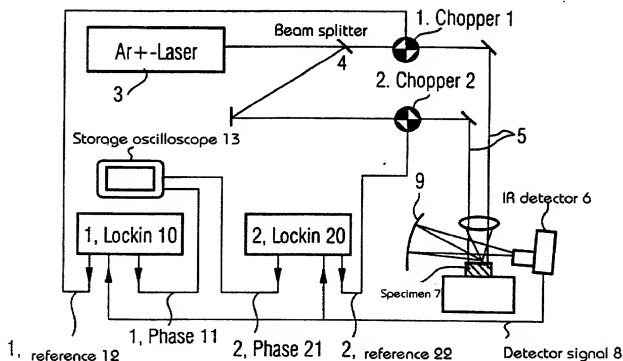 1. Chopper 1
Beam splitter
Ar+-Laser
3
4
2. Chopper 2
Storage oscilloscope 13
5
9
IR detector 6
1, Lockin 10
2, Lockin 20
Specimen 7
1, reference 12
1, Phase 11
2, Phase 21
2, reference 22
Detector signal 8